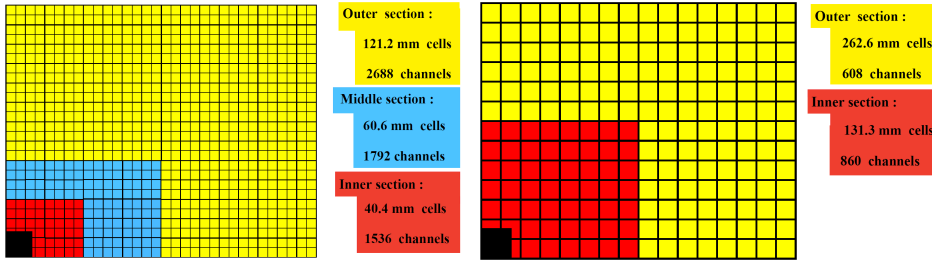 Outer section :
121.2 mm cells
2688 channels
Middle section :
60.6 mm cells
1792 channels
Inner section :
40.4 mm cells
1536 channels
Outer section :
262.6 mm cells
608 channels
Inner section :
131.3 mm cells
860 channels